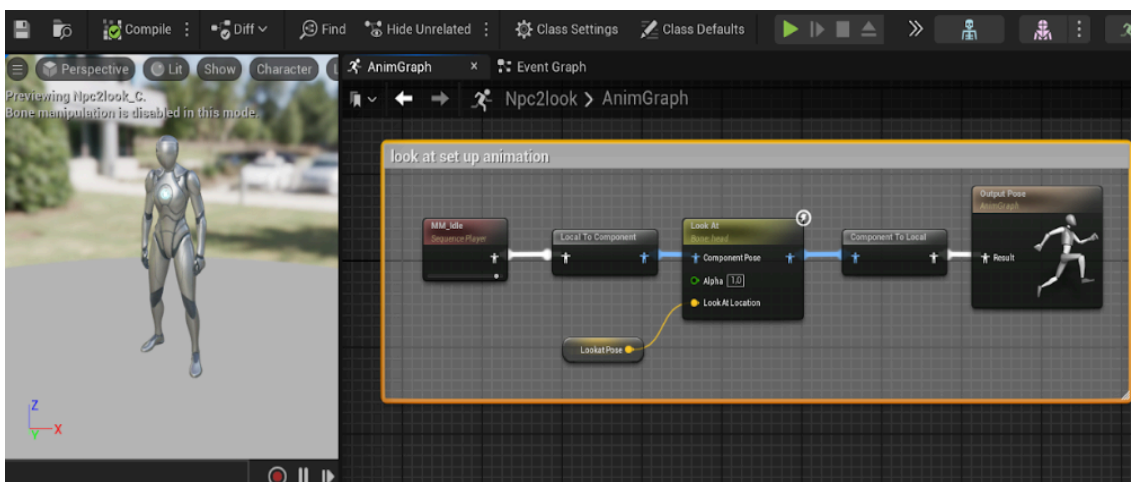 Compile
Diff
Find
Hide Unrelated
Class Settings
Class Defaults
Perspective
Lit
Show
Character
AnimGraph
Event Graph
Previewing Npc2look_C.
Bone manipulation is disabled in this mode.
Npc2look > AnimGraph
look at set up animation
MM_Idle
Sequence Player
Local To Component
Look At
Bone: head
Component Pose
Alpha 1.0
Look At Location
Lookat Pose
Component To Local
Output Pose
AnimGraph
Result
Z
X
Y